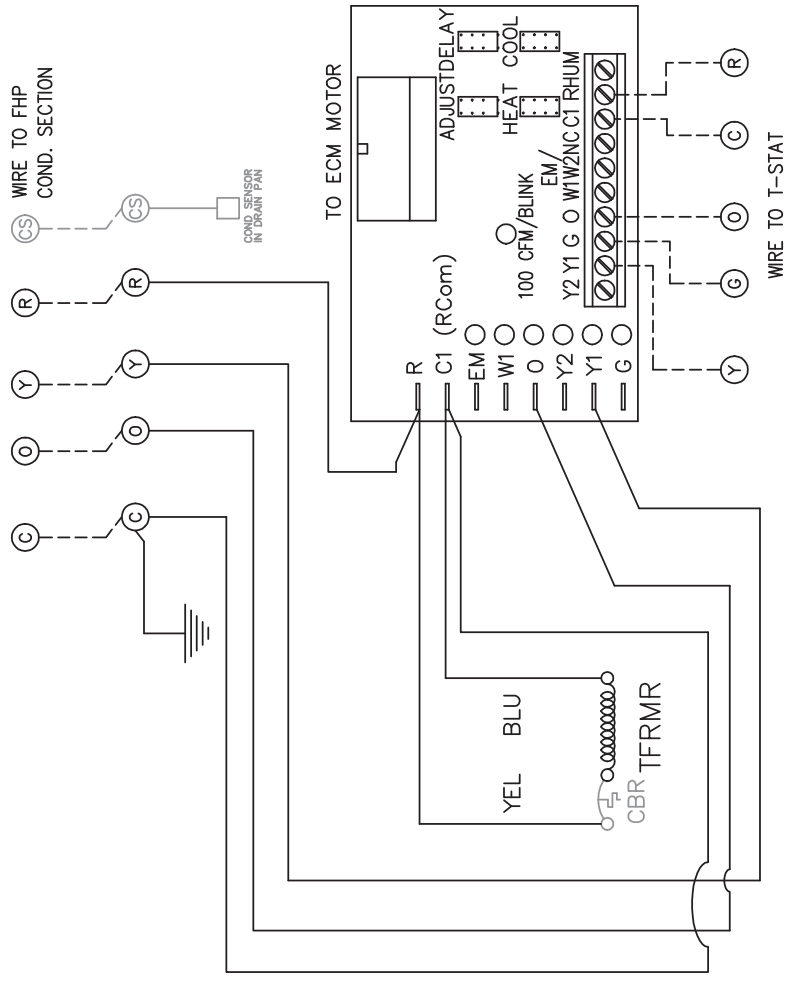 WIRE TO FHP
COND. SECTION
CS
CS
COND SENSOR
IN DRAIN PAN
R
R
Y
Y
O
O
C
C
TO ECM MOTOR
ADJUST
DELAY
HEAT
COOL
100 CFM/BLINK
EM/
Y2 Y1 G O W1 W2 NC C1 R HUM
R
C1 (RCom)
EM
W1
O
Y2
Y1
G
R
C
O
G
Y
WIRE TO T-STAT
YEL
BLU
CBR
TFRMR